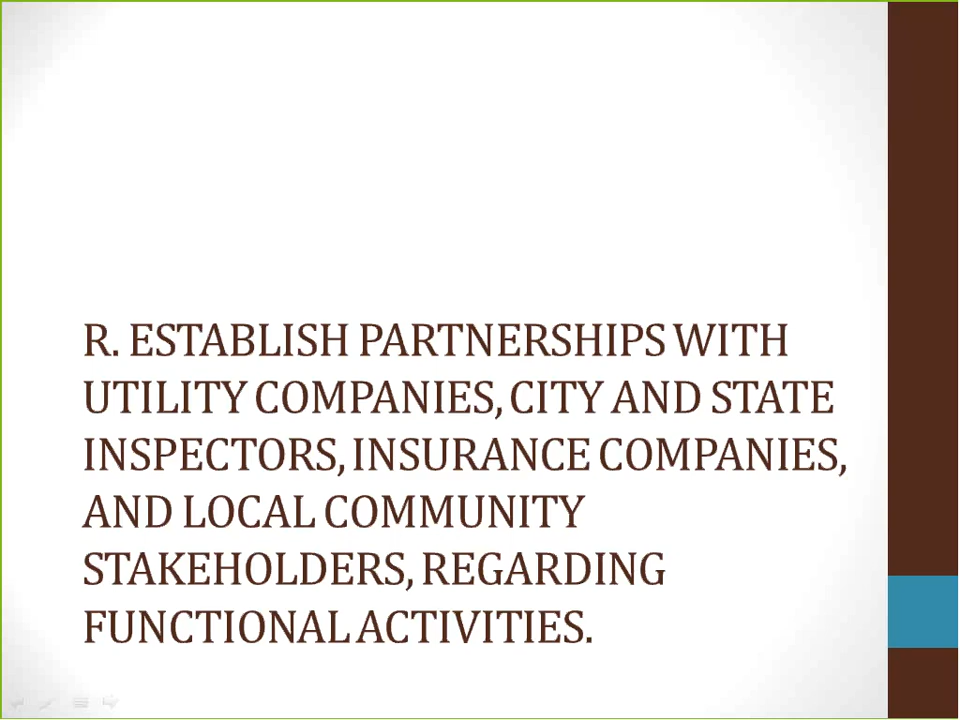 R. ESTABLISH PARTNERSHIPS WITH
UTILITY COMPANIES, CITY AND STATE
INSPECTORS, INSURANCE COMPANIES,
AND LOCAL COMMUNITY
STAKEHOLDERS, REGARDING
FUNCTIONAL ACTIVITIES.